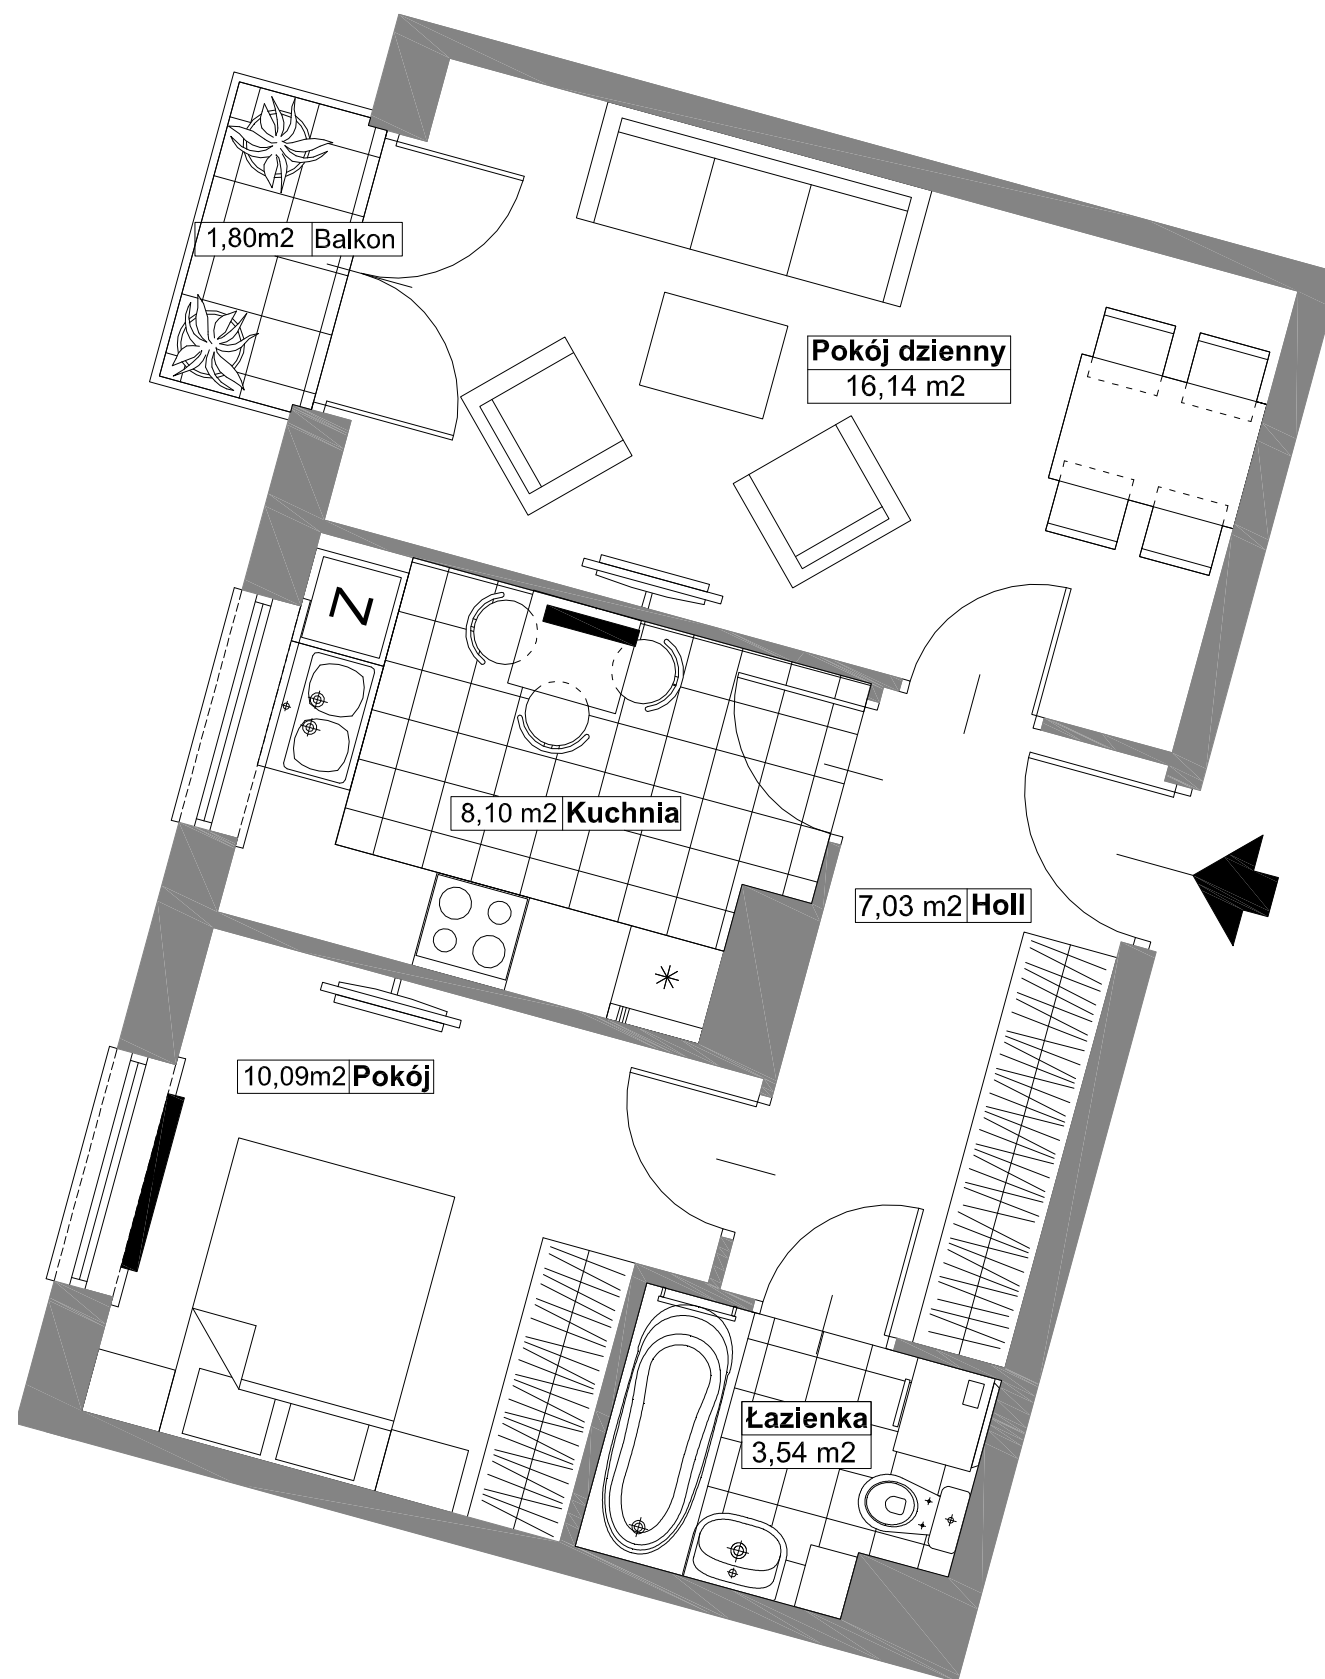 1,80m2 Balkon
Pokój dzienny
16,14 m2
Z
8,10 m2 Kuchnia
7,03 m2 Holl
10,09m2 Pokój
Łazienka
3,54 m2